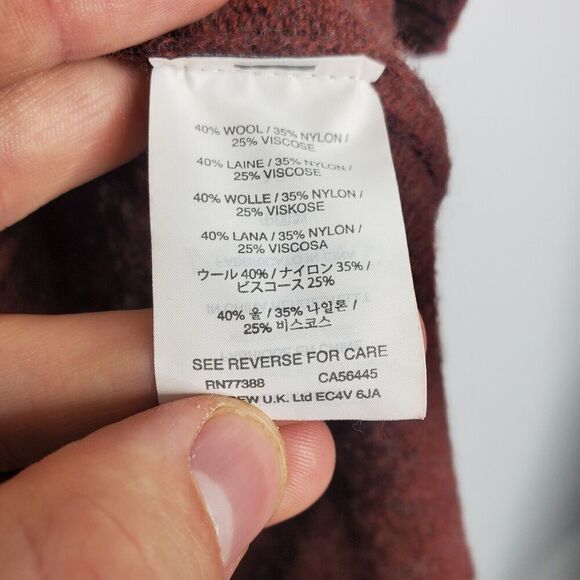 40% WOOL / 35% NYLON /
25% VISCOSE
40% LAINE / 35% NYLON /
25% VISCOSE
40% WOLLE / 35% NYLON /
25% VISKOSE
40% LANA / 35% NYLON /
25% VISCOSA
ウール 40% / ナイロン 35% /
ビスコース 25%
40% 울 / 35% 나일론 /
25% 비스코스
SEE REVERSE FOR CARE
RN77388 CA56445
U.K. Ltd EC4V 6JA